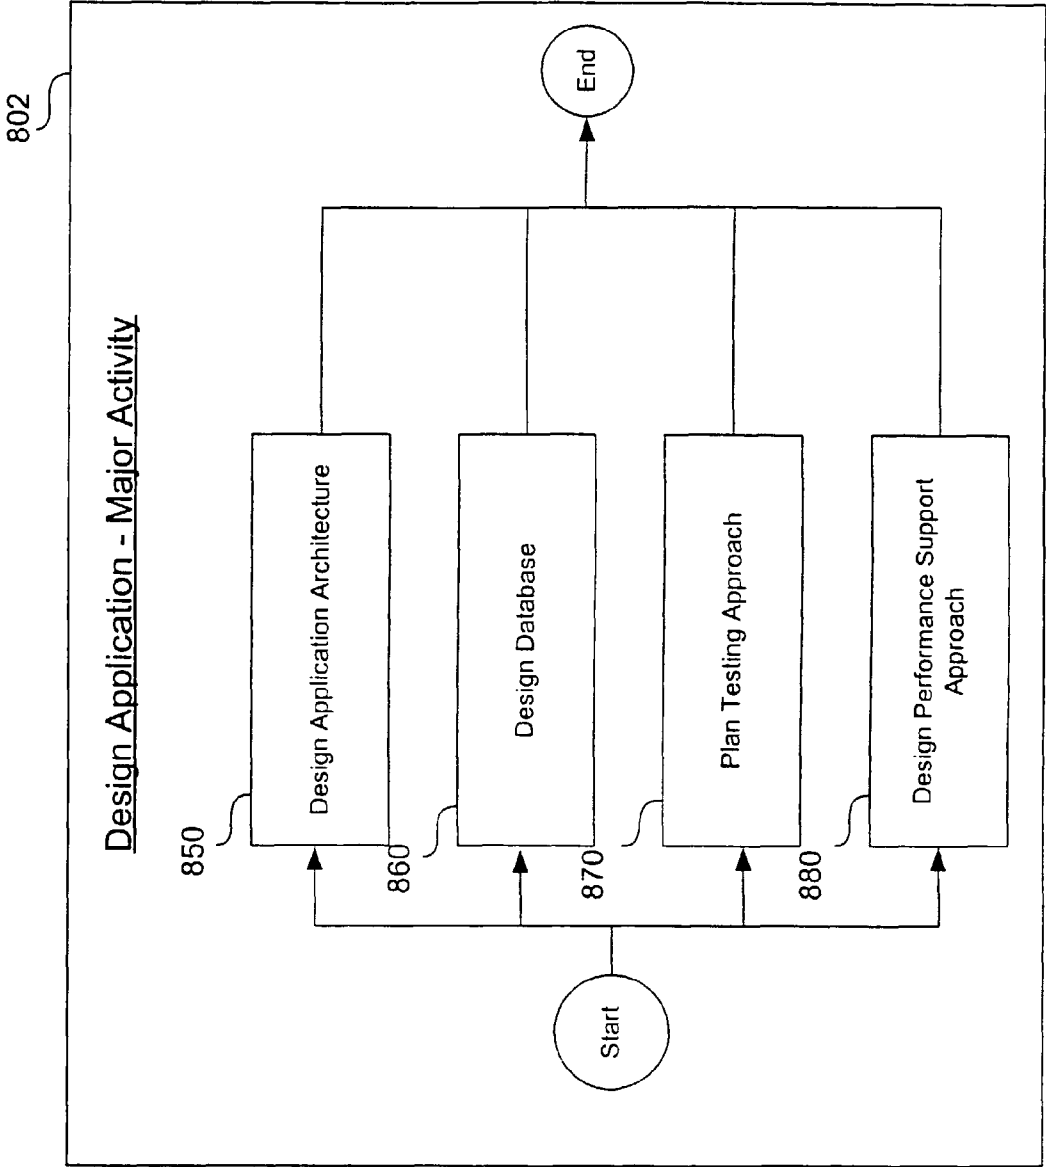 802
Design Application - Major Activity
850
Design Application Architecture
860
Design Database
870
Plan Testing Approach
880
Design Performance Support
Approach
Start
End